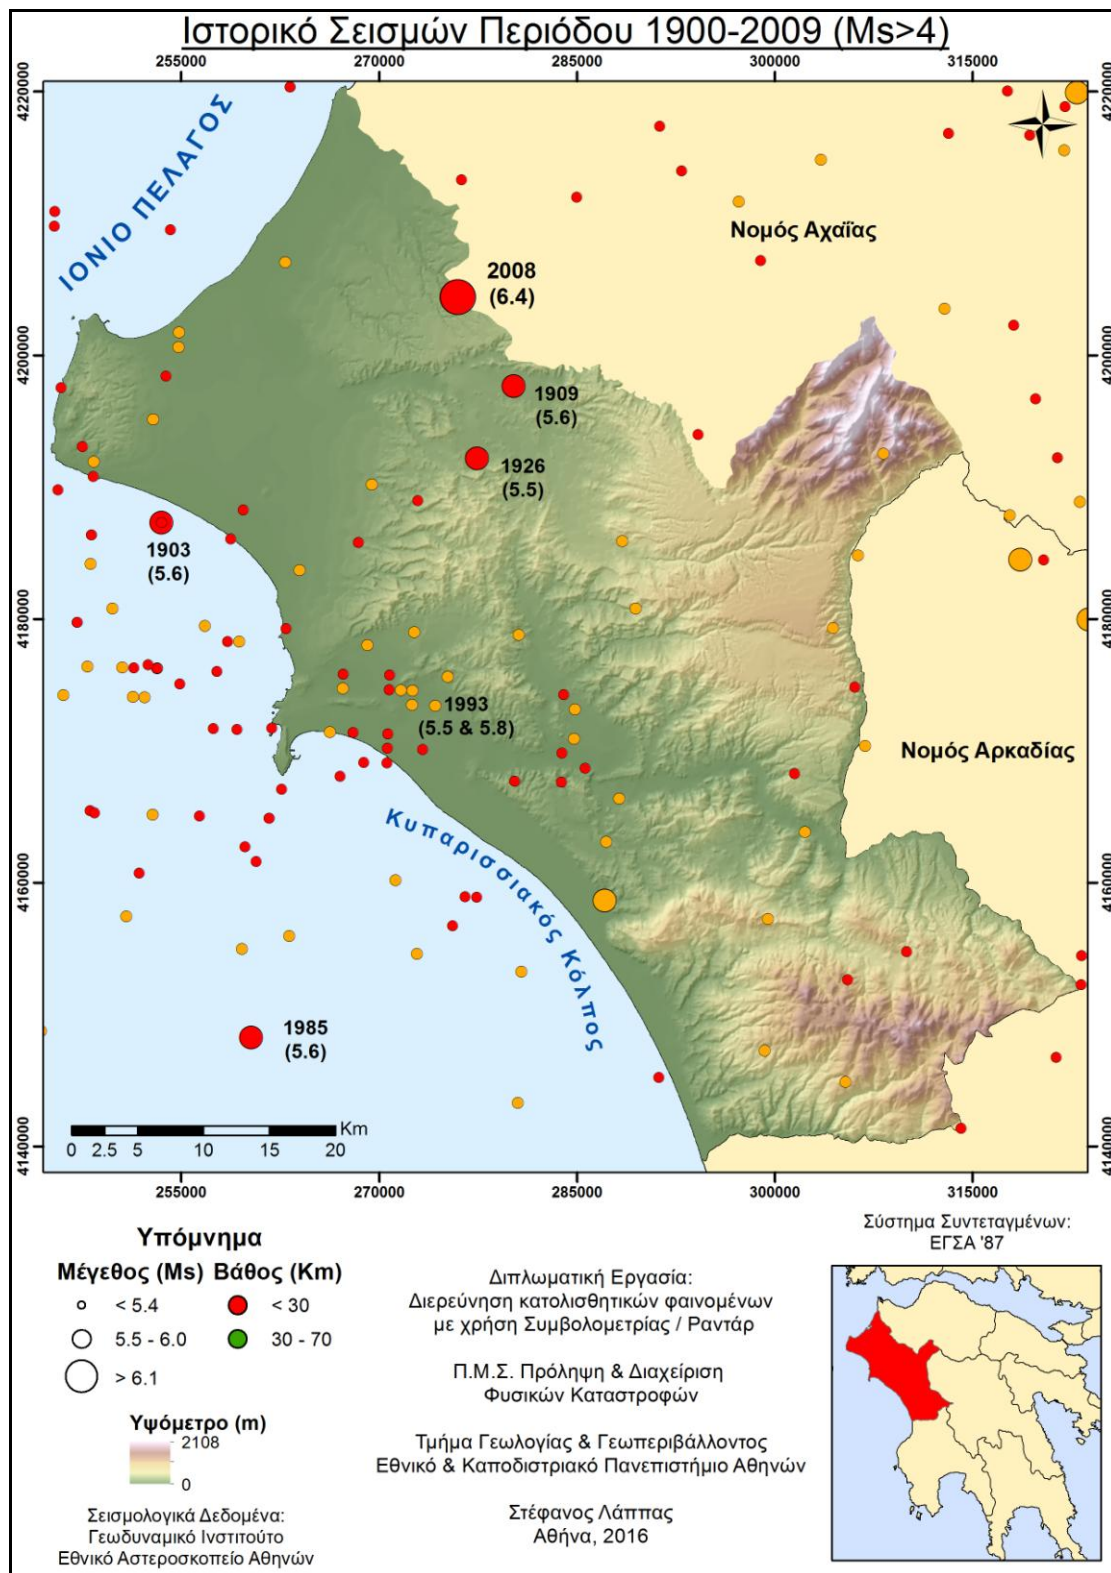 Ιστορικό Σεισμών Περιόδου 1900-2009 (Ms>4)
255000 270000 285000 300000 315000
4220000 4220000
ΙΟΝΙΟ ΠΕΛΑΓΟΣ
Νομός Αχαΐας
2008
(6.4)
4200000 4200000
1909
(5.6)
1926
(5.5)
1903
(5.6)
4180000 4180000
1993
(5.5 & 5.8)
Νομός Αρκαδίας
Κυπαρισσιακός Κόλπος
4160000 4160000
1985
(5.6)
Km
0 2.5 5 10 15 20
4140000 4140000
255000 270000 285000 300000 315000
Υπόμνημα
Μέγεθος (Ms) Βάθος (Km)
< 5.4 < 30
5.5 - 6.0 30 - 70
> 6.1
Υψόμετρο (m)
2108
0
Σεισμολογικά Δεδομένα:
Γεωδυναμικό Ινστιτούτο
Εθνικό Αστεροσκοπείο Αθηνών
Διπλωματική Εργασία:
Διερεύνηση κατολισθητικών φαινομένων
με χρήση Συμβολομετρίας / Ραντάρ
Π.Μ.Σ. Πρόληψη & Διαχείριση
Φυσικών Καταστροφών
Τμήμα Γεωλογίας & Γεωπεριβάλλοντος
Εθνικό & Καποδιστριακό Πανεπιστήμιο Αθηνών
Στέφανος Λάππας
Αθήνα, 2016
Σύστημα Συντεταγμένων:
ΕΓΣΑ '87